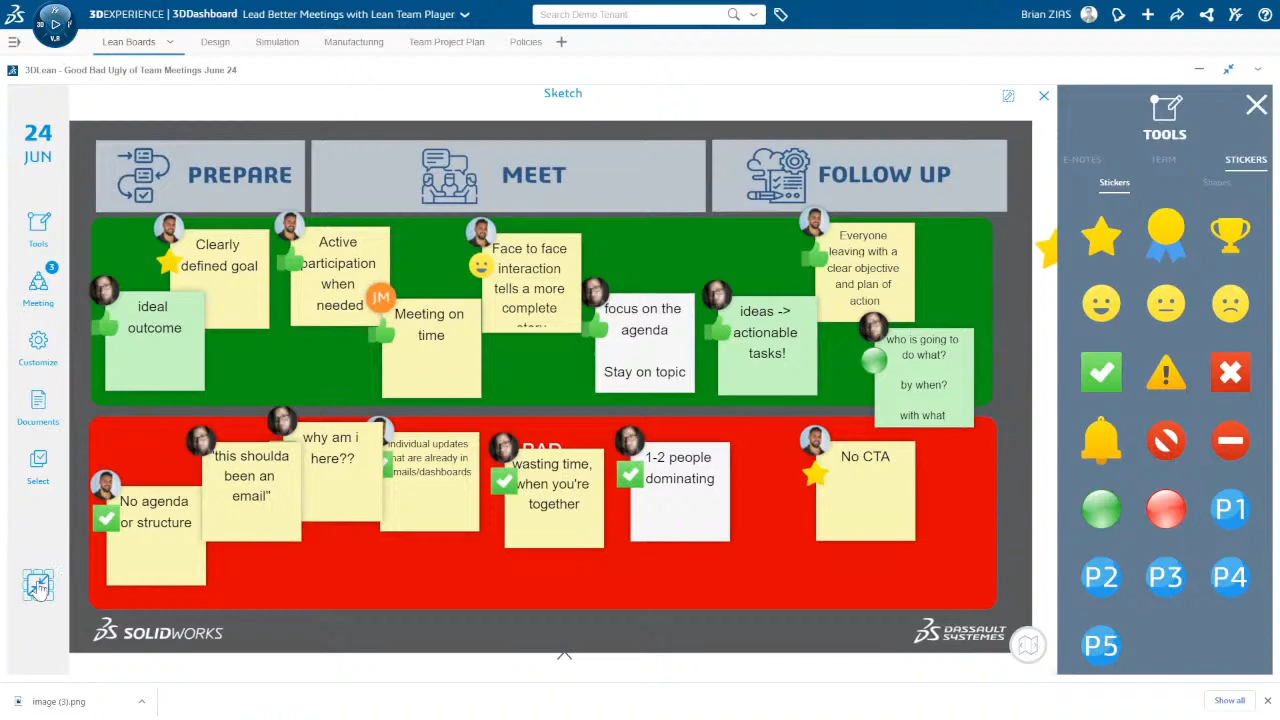 3DEXPERIENCE | 3DDashboard Lead Better Meetings with Lean Team Player
Search Demo Tenant
Brian ZIAS
3D
V.R
Lean Boards
Design
Simulation
Manufacturing
Team Project Plan
Policies
3DLean - Good Bad Ugly of Team Meetings June 24
Sketch
24
JUN
Tools
3
Meeting
Customize
Documents
Select
PREPARE
MEET
FOLLOW UP
Clearly
defined goal
Active
participation
when
needed
Face to face
interaction
tells a more
complete
story
Everyone
leaving with a
clear objective
and plan of
action
ideal
outcome
JM
Meeting on
time
focus on the
agenda
Stay on topic
ideas ->
actionable
tasks!
who is going to
do what?
by when?
with what
BAD
No agenda
or structure
"this shoulda
been an
email"
why am i
here??
individual updates
that are already in
emails/dashboards
wasting time,
when you're
together
1-2 people
dominating
No CTA
SOLIDWORKS
DASSAULT
SYSTEMES
TOOLS
E-NOTES
TEAM
STICKERS
Stickers
Shapes
P1
P2
P3
P4
P5
image (3).png
Show all